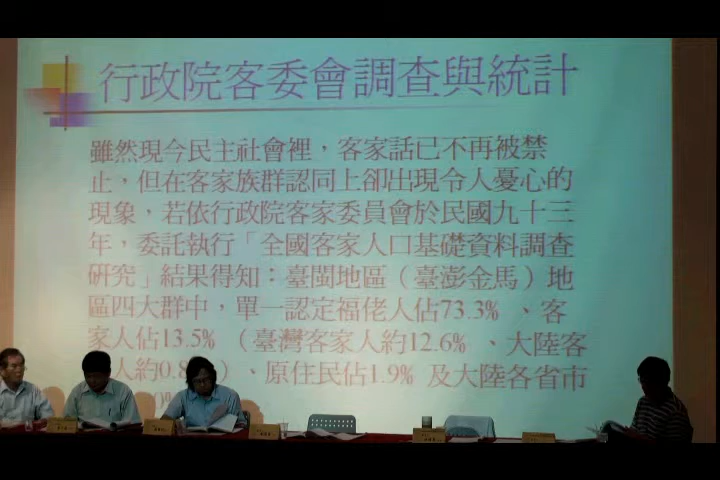 行政院客委會調查與統計
雖然現今民主社會裡，客家話已不再被禁
止，但在客家族群認同上卻出現令人憂心的
現象，若依行政院客家委員會於民國九十三
年，委託執行「全國客家人口基礎資料調查
研究」結果得知：臺閩地區（臺澎金馬）地
區四大群中，單一認定福佬人佔73.3% 、客
家人佔13.5% （臺灣客家人約12.6% 、大陸客
人約0.8 ）、原住民佔1.9% 及大陸各省市